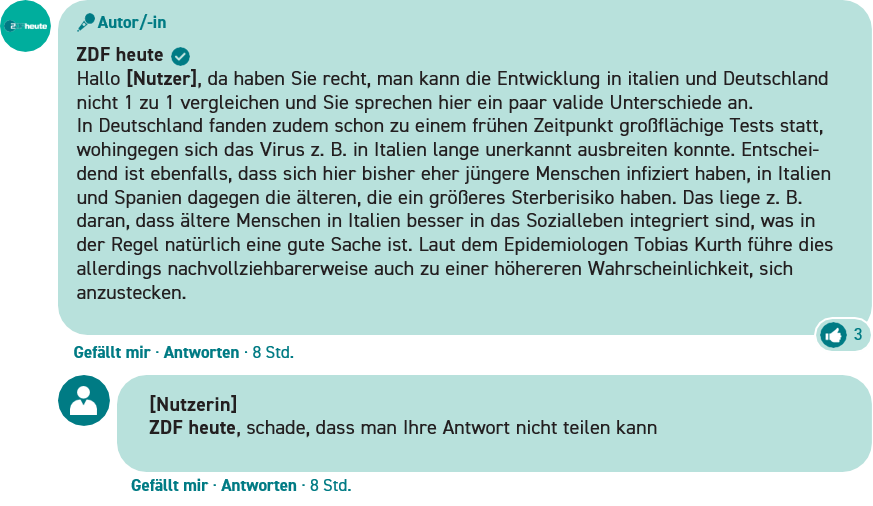 ZDF heute
Autor/-in
ZDF heute
Hallo [Nutzer], da haben Sie recht, man kann die Entwicklung in italien und Deutschland
nicht 1 zu 1 vergleichen und Sie sprechen hier ein paar valide Unterschiede an.
In Deutschland fanden zudem schon zu einem frühen Zeitpunkt großflächige Tests statt,
wohingegen sich das Virus z. B. in Italien lange unerkannt ausbreiten konnte. Entschei-
dend ist ebenfalls, dass sich hier bisher eher jüngere Menschen infiziert haben, in Italien
und Spanien dagegen die älteren, die ein größeres Sterberisiko haben. Das liege z. B.
daran, dass ältere Menschen in Italien besser in das Sozialleben integriert sind, was in
der Regel natürlich eine gute Sache ist. Laut dem Epidemiologen Tobias Kurth führe dies
allerdings nachvollziehbarerweise auch zu einer höhereren Wahrscheinlichkeit, sich
anzustecken.
3
Gefällt mir · Antworten · 8 Std.
[Nutzerin]
ZDF heute, schade, dass man Ihre Antwort nicht teilen kann
Gefällt mir · Antworten · 8 Std.